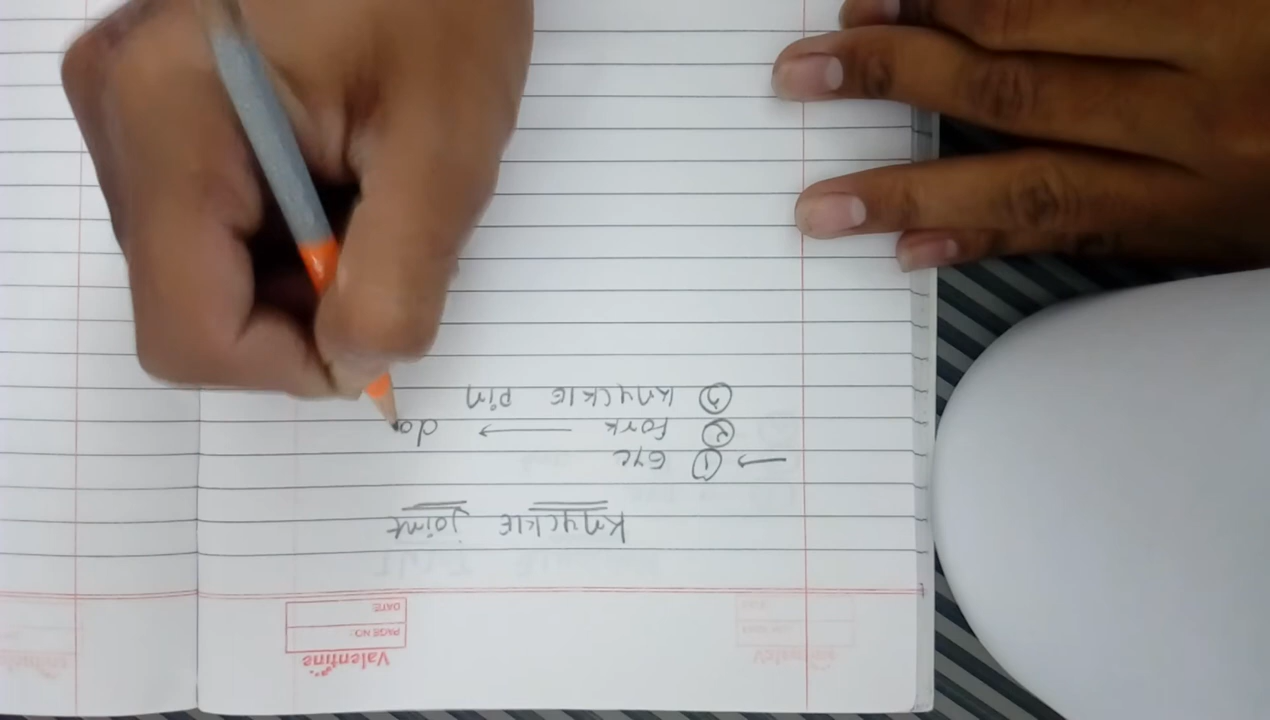 Valentine
PAGE NO.:
DATE:
Knuckle joint
→ ① Eye
② Fork → do
③ Knuckle pin